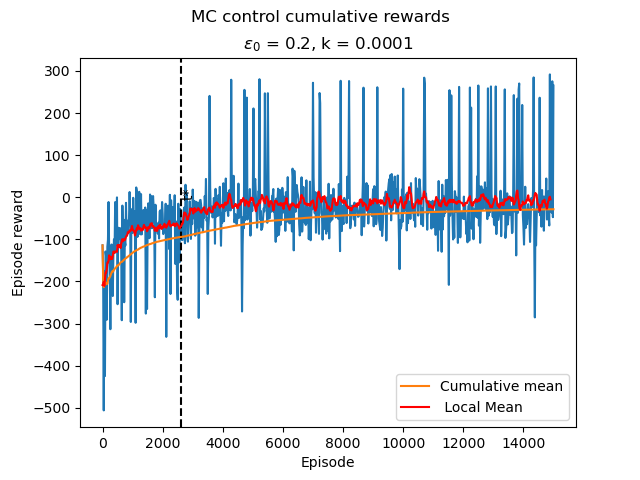 MC control cumulative rewards
ε₀ = 0.2, k = 0.0001
Episode reward
300
200
100
0
−100
−200
−300
−400
−500
0
2000
4000
6000
8000
10000
12000
14000
Episode
Cumulative mean
Local Mean